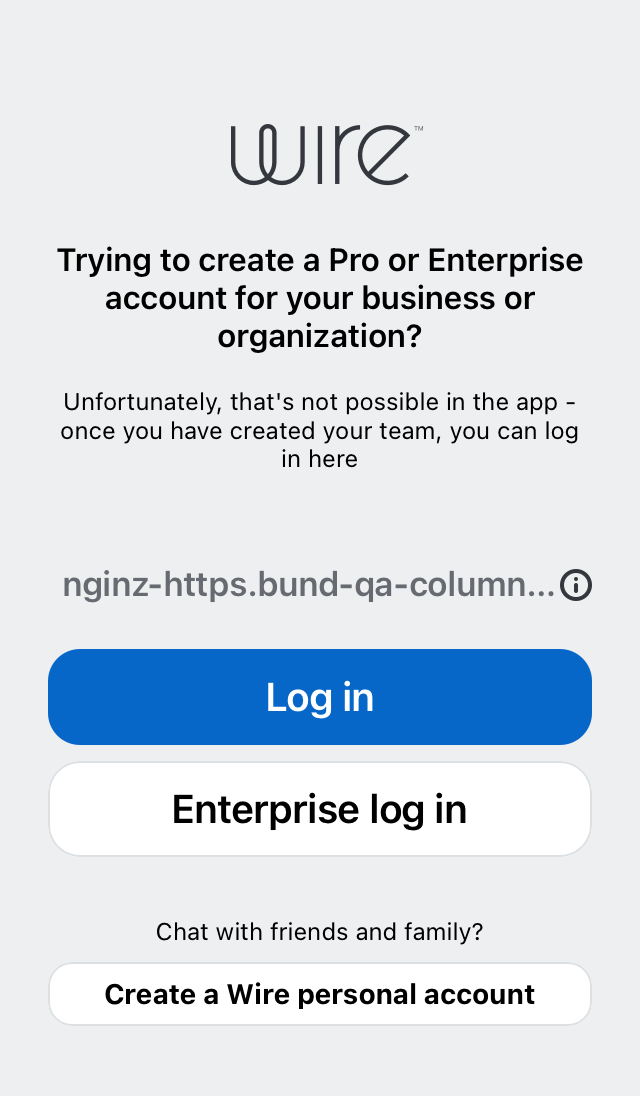 wire™
Trying to create a Pro or Enterprise
account for your business or
organization?
Unfortunately, that's not possible in the app -
once you have created your team, you can log
in here
nginz-https.bund-qa-column...
Log in
Enterprise log in
Chat with friends and family?
Create a Wire personal account